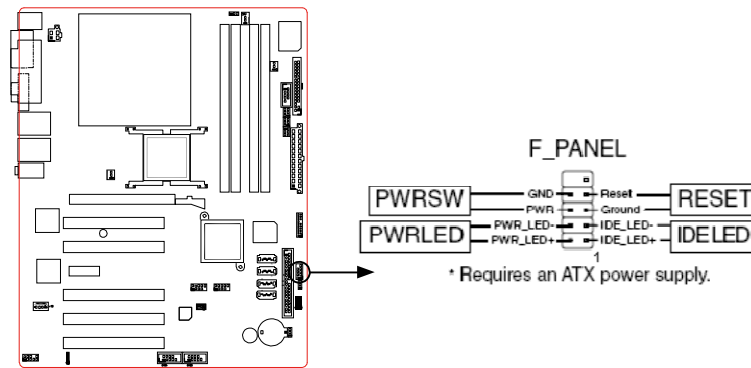 F_PANEL
PWRSW GND Reset RESET
PWR Ground
PWRLED PWR_LED- IDE_LED- IDELED
PWR_LED+ IDE_LED+
1
* Requires an ATX power supply.